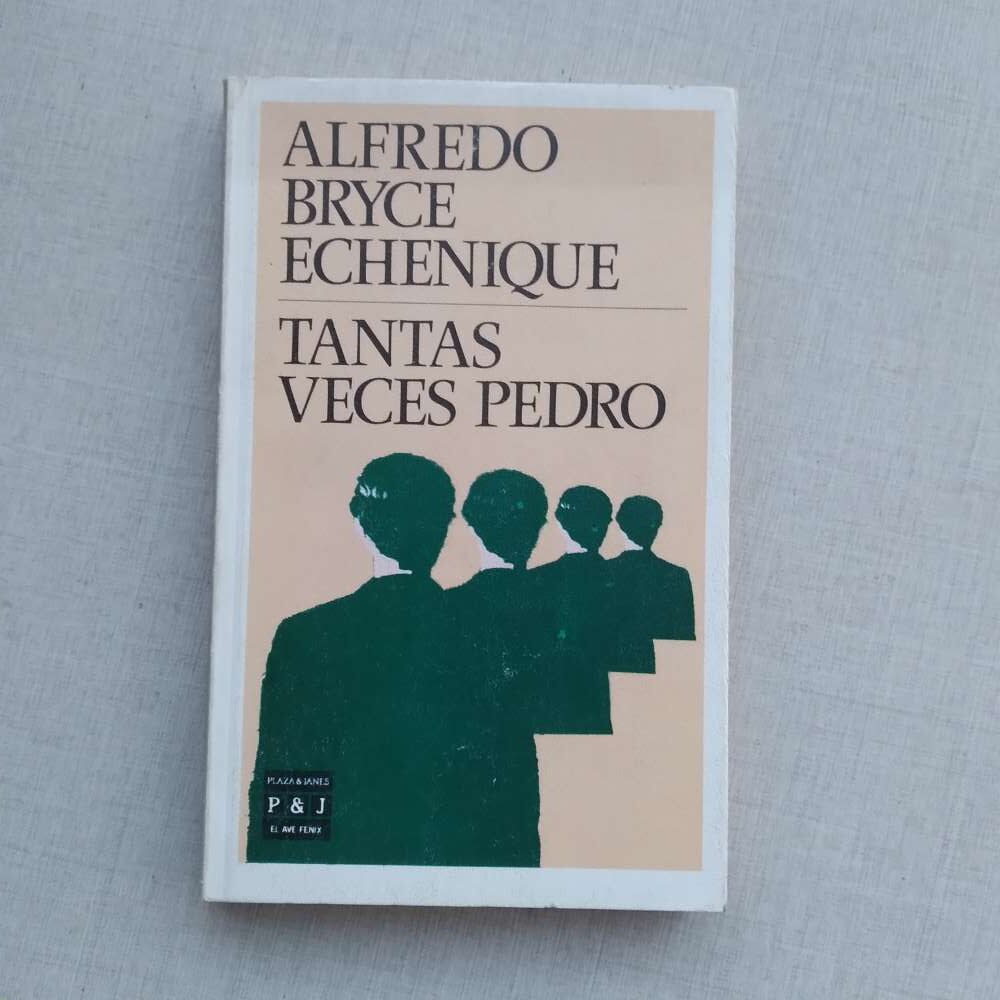 ALFREDO
BRYCE
ECHENIQUE
TANTAS
VECES PEDRO
PLAZA & JANES
P & J
EL AVE FENIX